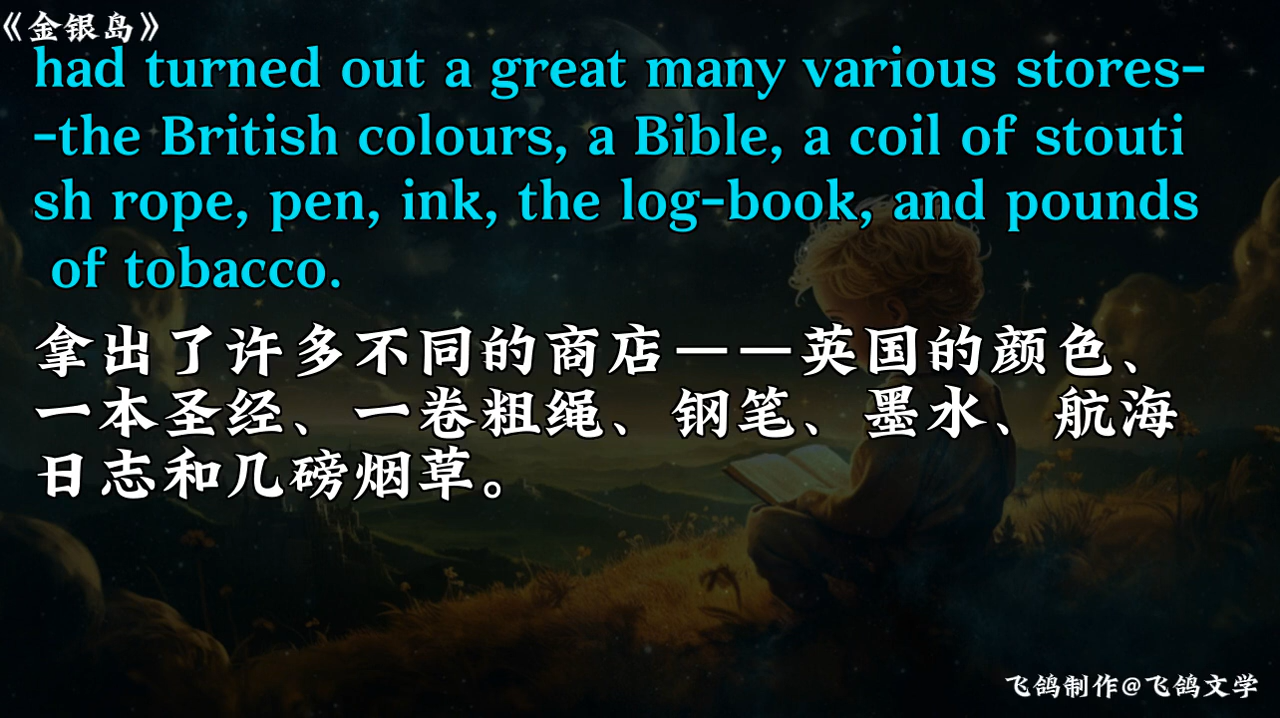 《金银岛》
had turned out a great many various stores-
-the British colours, a Bible, a coil of stouti
sh rope, pen, ink, the log-book, and pounds
of tobacco.
拿出了许多不同的商店——英国的颜色、
一本圣经、一卷粗绳、钢笔、墨水、航海
日志和几磅烟草。
飞鸽制作@飞鸽文学